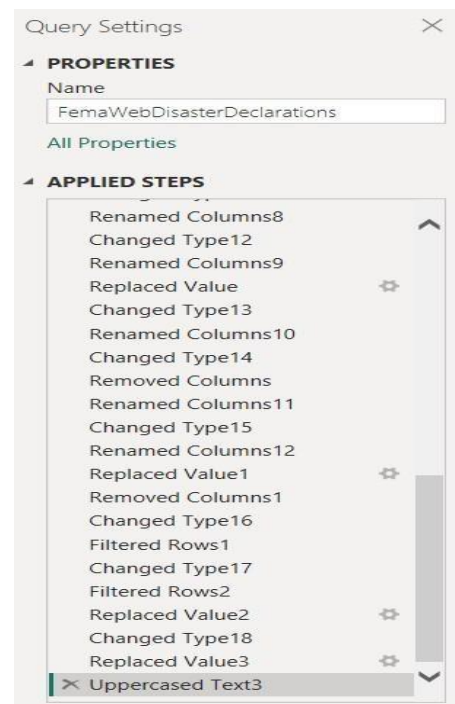 Query Settings
PROPERTIES
Name
FemaWebDisasterDeclarations
All Properties
APPLIED STEPS
Renamed Columns8
Changed Type12
Renamed Columns9
Replaced Value
Changed Type13
Renamed Columns10
Changed Type14
Removed Columns
Renamed Columns11
Changed Type15
Renamed Columns12
Replaced Value1
Removed Columns1
Changed Type16
Filtered Rows1
Changed Type17
Filtered Rows2
Replaced Value2
Changed Type18
Replaced Value3
Uppercased Text3